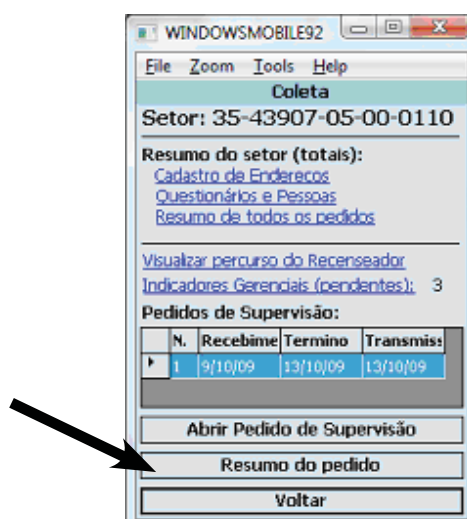 WINDOWSMOBILE92
File Zoom Tools Help
Coleta
Setor: 35-43907-05-00-0110
Resumo do setor (totais):
Cadastro de Enderecos
Questionários e Pessoas
Resumo de todos os pedidos
Visualizar percurso do Recenseador
Indicadores Gerenciais (pendentes): 3
Pedidos de Supervisão:
N. Recebime Termino Transmiss
1 9/10/09 13/10/09 13/10/09
Abrir Pedido de Supervisão
Resumo do pedido
Voltar